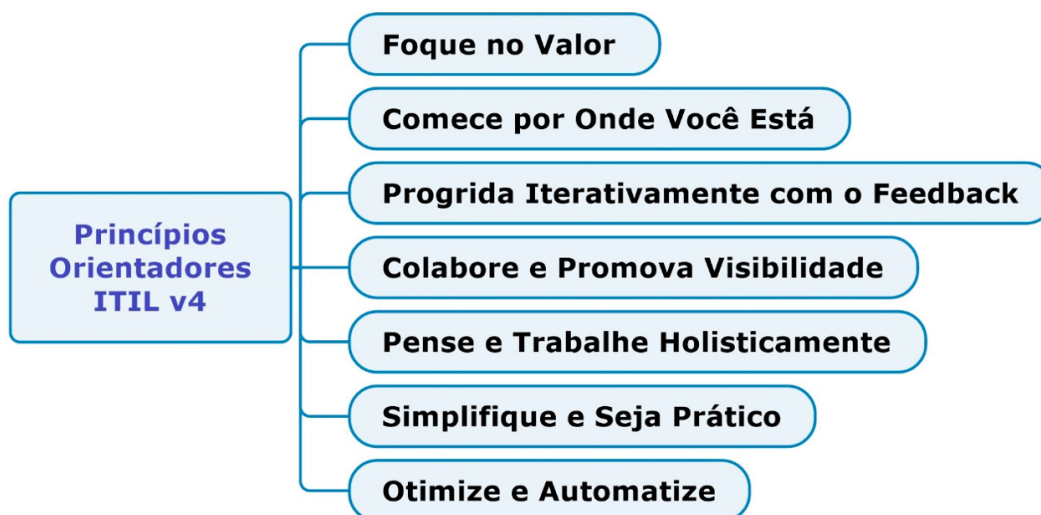 Princípios
Orientadores
ITIL v4
Foque no Valor
Comece por Onde Você Está
Progrida Iterativamente com o Feedback
Colabore e Promova Visibilidade
Pense e Trabalhe Holisticamente
Simplifique e Seja Prático
Otimize e Automatize